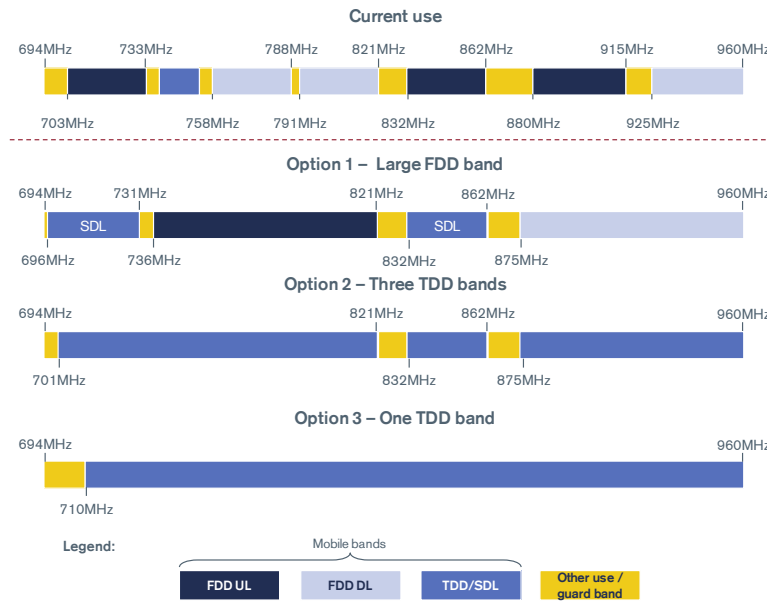 Current use
694MHz 733MHz 788MHz 821MHz 862MHz 915MHz 960MHz
703MHz 758MHz 791MHz 832MHz 880MHz 925MHz
Option 1 – Large FDD band
694MHz 731MHz 821MHz 862MHz 960MHz
SDL SDL
696MHz 736MHz 832MHz 875MHz
Option 2 – Three TDD bands
694MHz 821MHz 862MHz 960MHz
701MHz 832MHz 875MHz
Option 3 – One TDD band
694MHz 960MHz
710MHz
Legend: Mobile bands
FDD UL FDD DL TDD/SDL Other use /
guard band